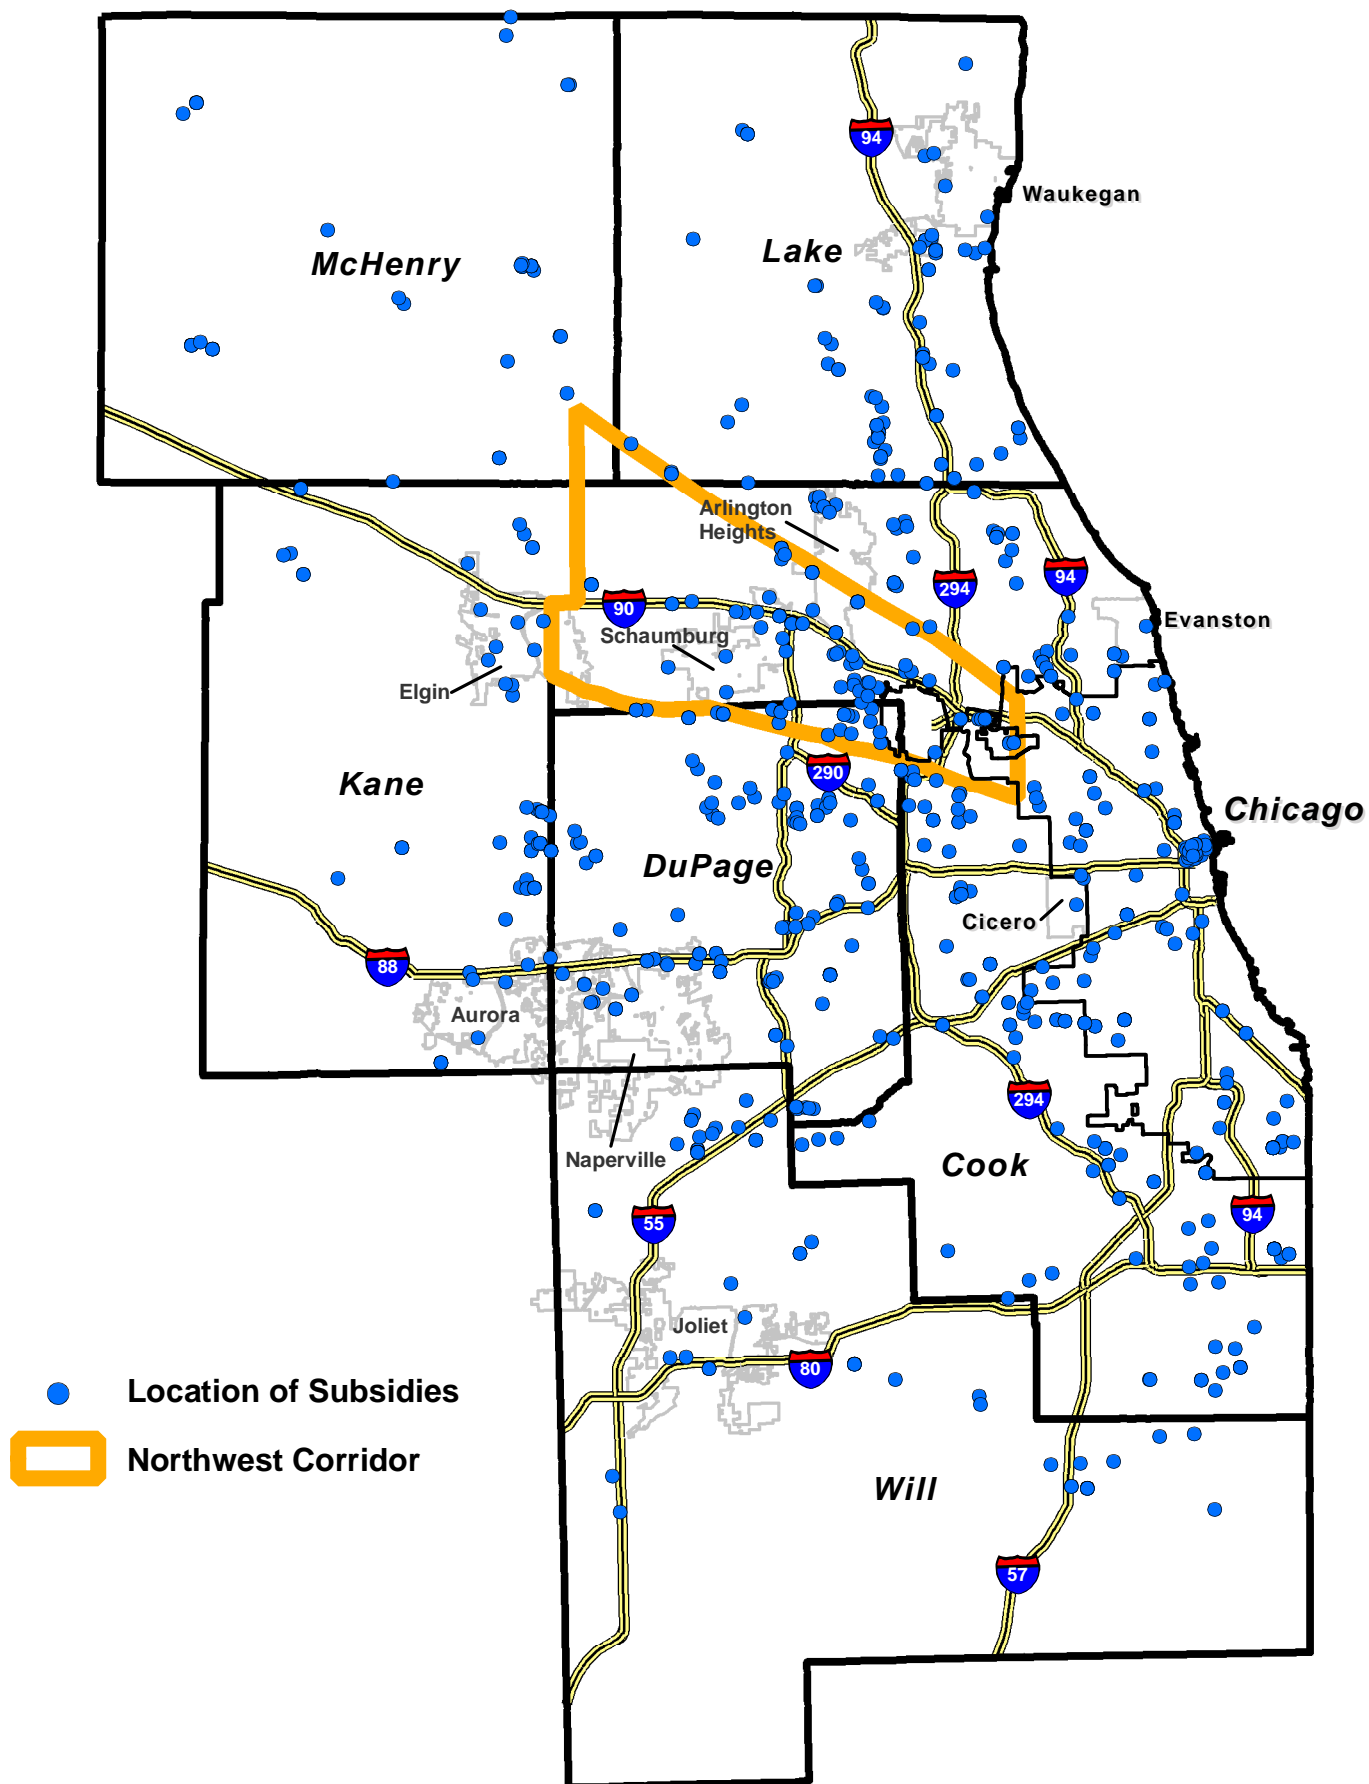 94
Waukegan
Lake
McHenry
Arlington
Heights
294
94
90
Evanston
Schaumburg
Elgin
290
Kane
Chicago
DuPage
Cicero
88
Aurora
294
Naperville
Cook
55
94
Joliet
80
Location of Subsidies
Northwest Corridor
Will
57